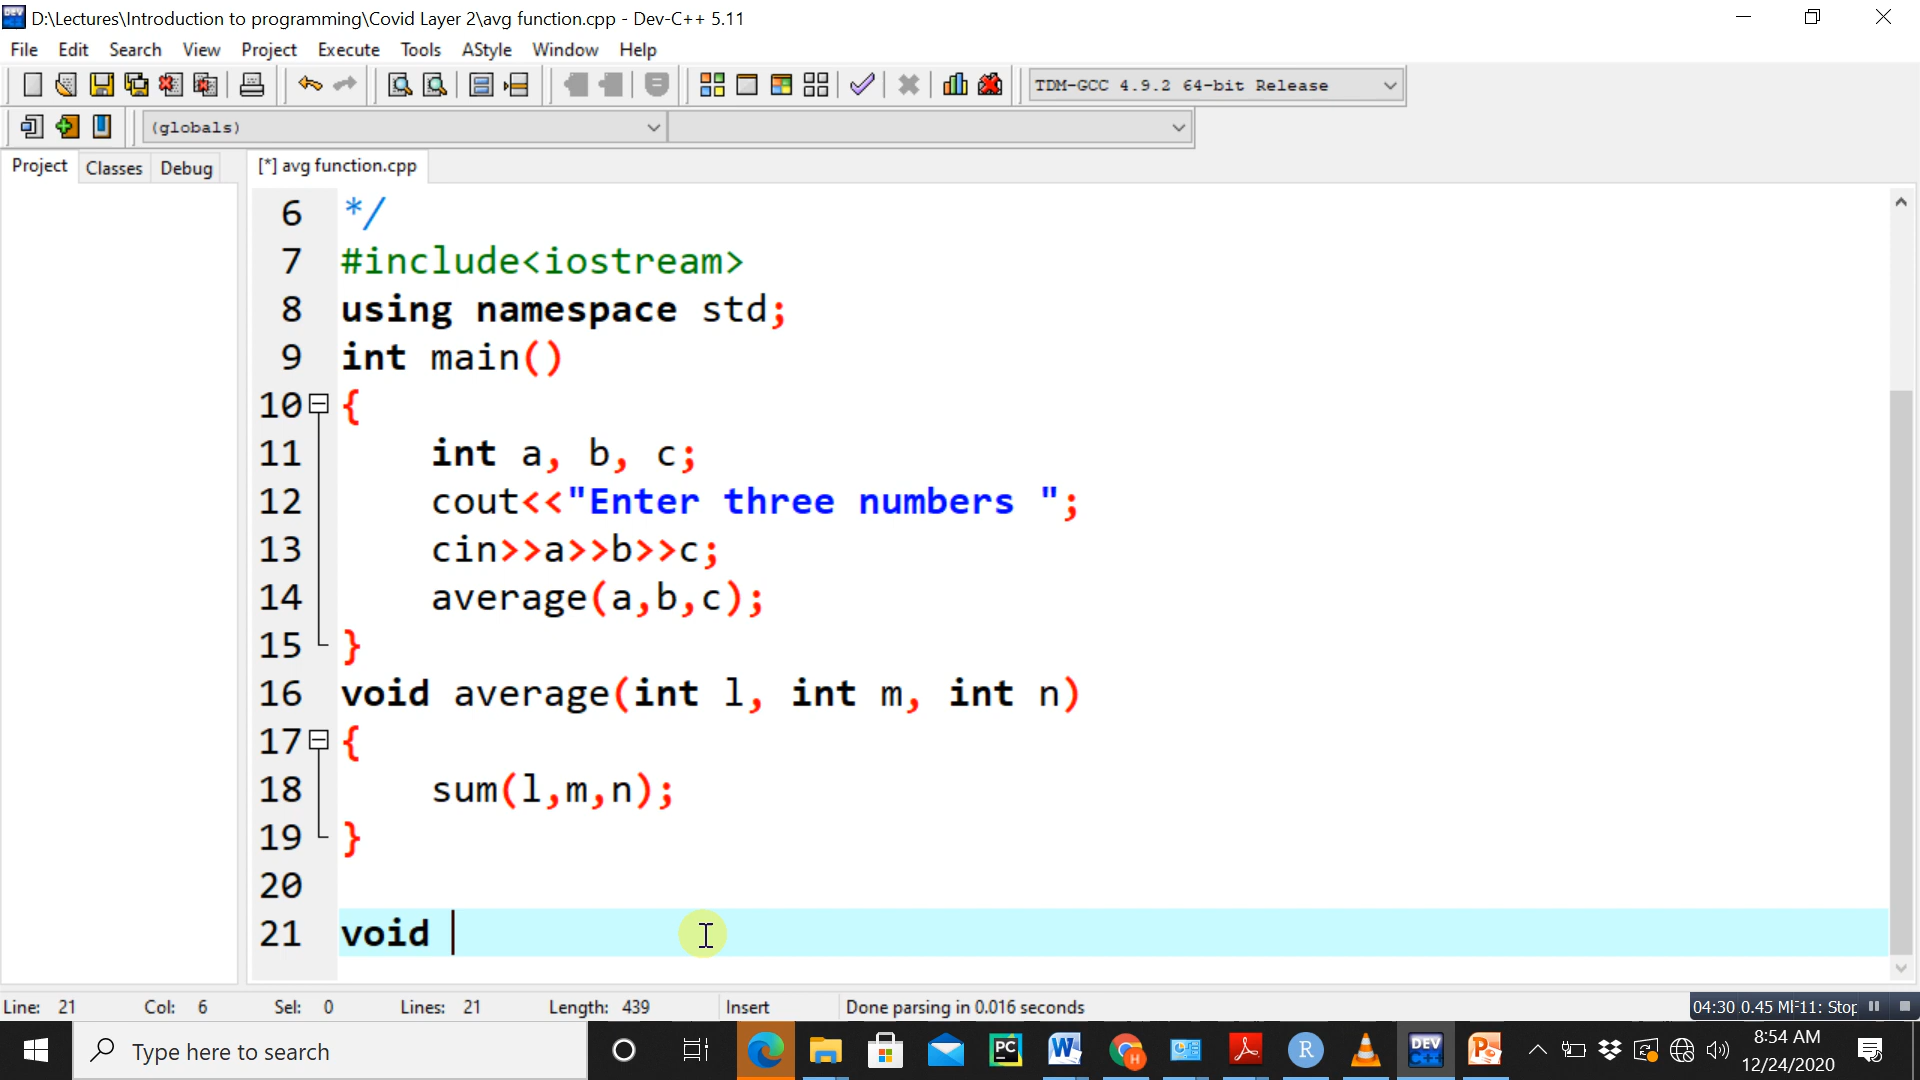 D:\Lectures\Introduction to programming\Covid Layer 2\avg function.cpp - Dev-C++ 5.11
File Edit Search View Project Execute Tools AStyle Window Help
TDM-GCC 4.9.2 64-bit Release
(globals)
Project Classes Debug [*] avg function.cpp
6 */
7 #include<iostream>
8 using namespace std;
9 int main()
10 {
11 int a, b, c;
12 cout<<"Enter three numbers ";
13 cin>>a>>b>>c;
14 average(a,b,c);
15 }
16 void average(int l, int m, int n)
17 {
18 sum(l,m,n);
19 }
20
21 void
Line: 21 Col: 6 Sel: 0 Lines: 21 Length: 439 Insert Done parsing in 0.016 seconds
04:30 0.45 Stop
Type here to search
8:54 AM
12/24/2020